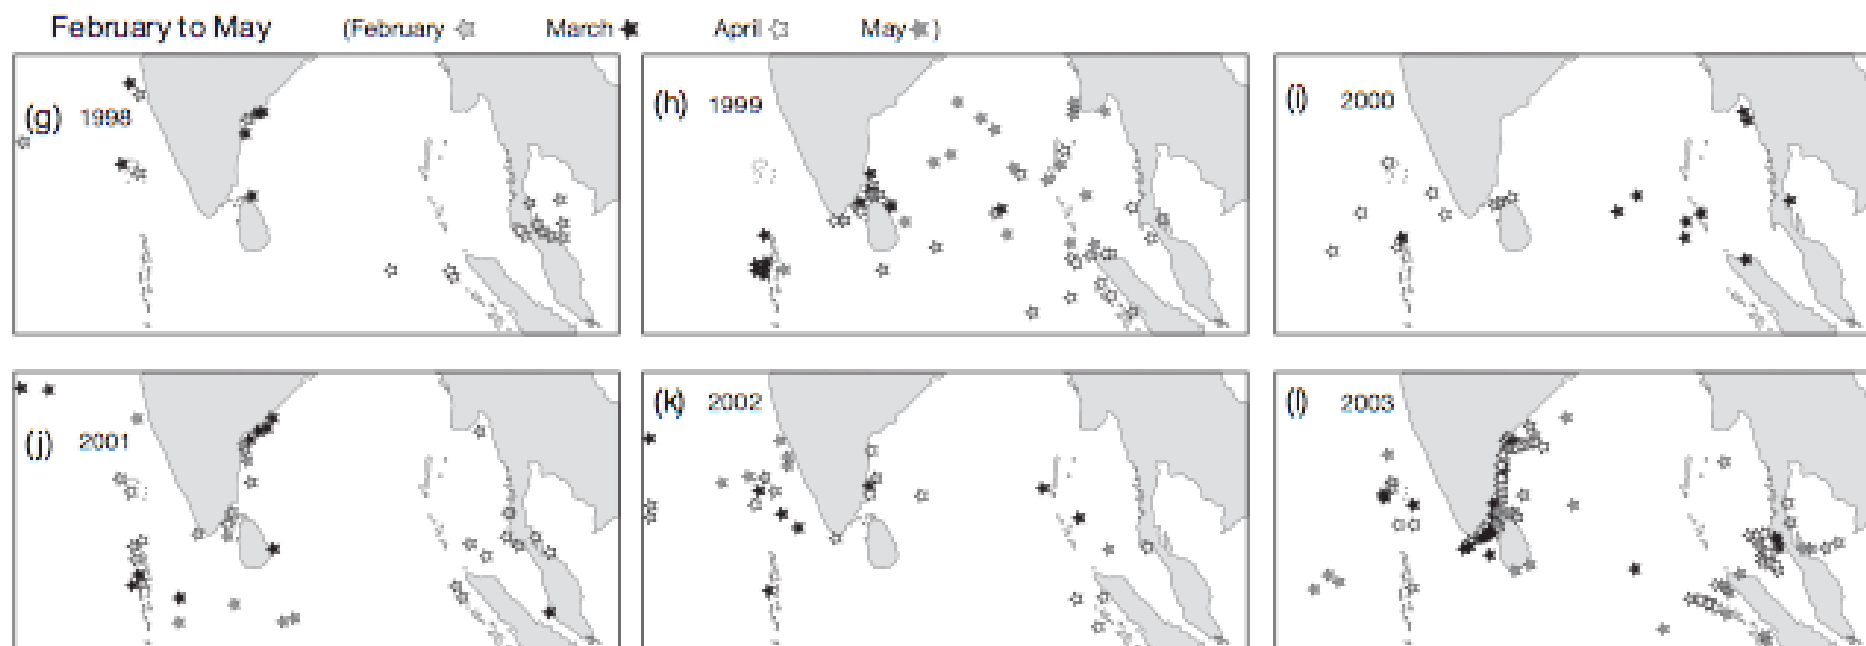 February to May (February March April May)
(g) 1998
(h) 1999
(i) 2000
(j) 2001
(k) 2002
(l) 2003